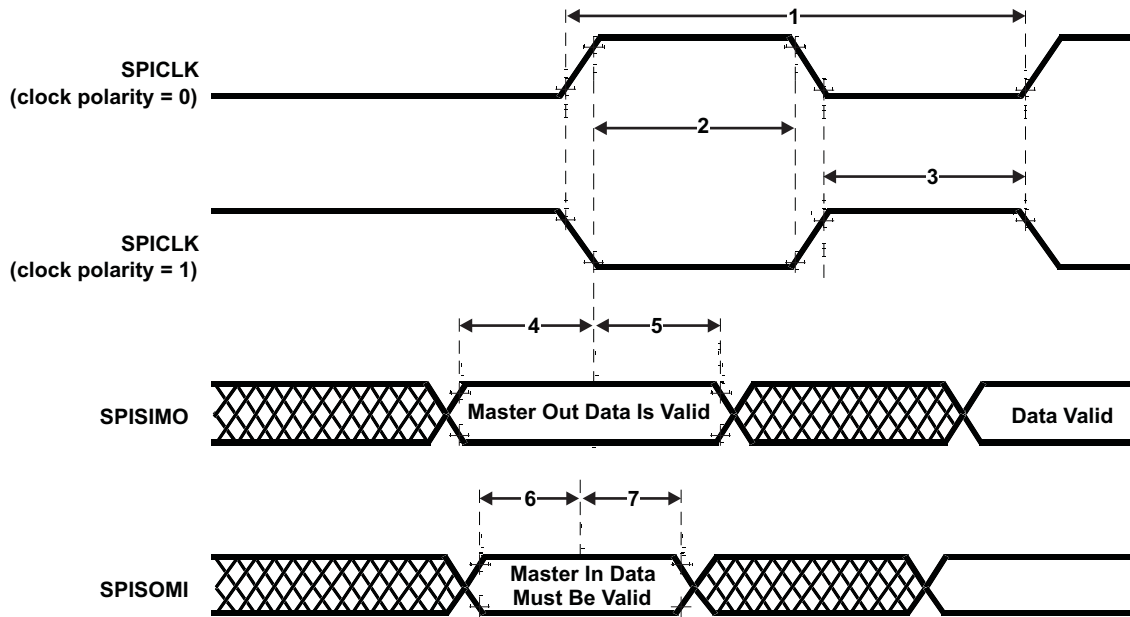 1
SPICLK
(clock polarity = 0)
2
3
SPICLK
(clock polarity = 1)
4
5
SPISIMO
Master Out Data Is Valid
Data Valid
6
7
SPISOMI
Master In Data
Must Be Valid